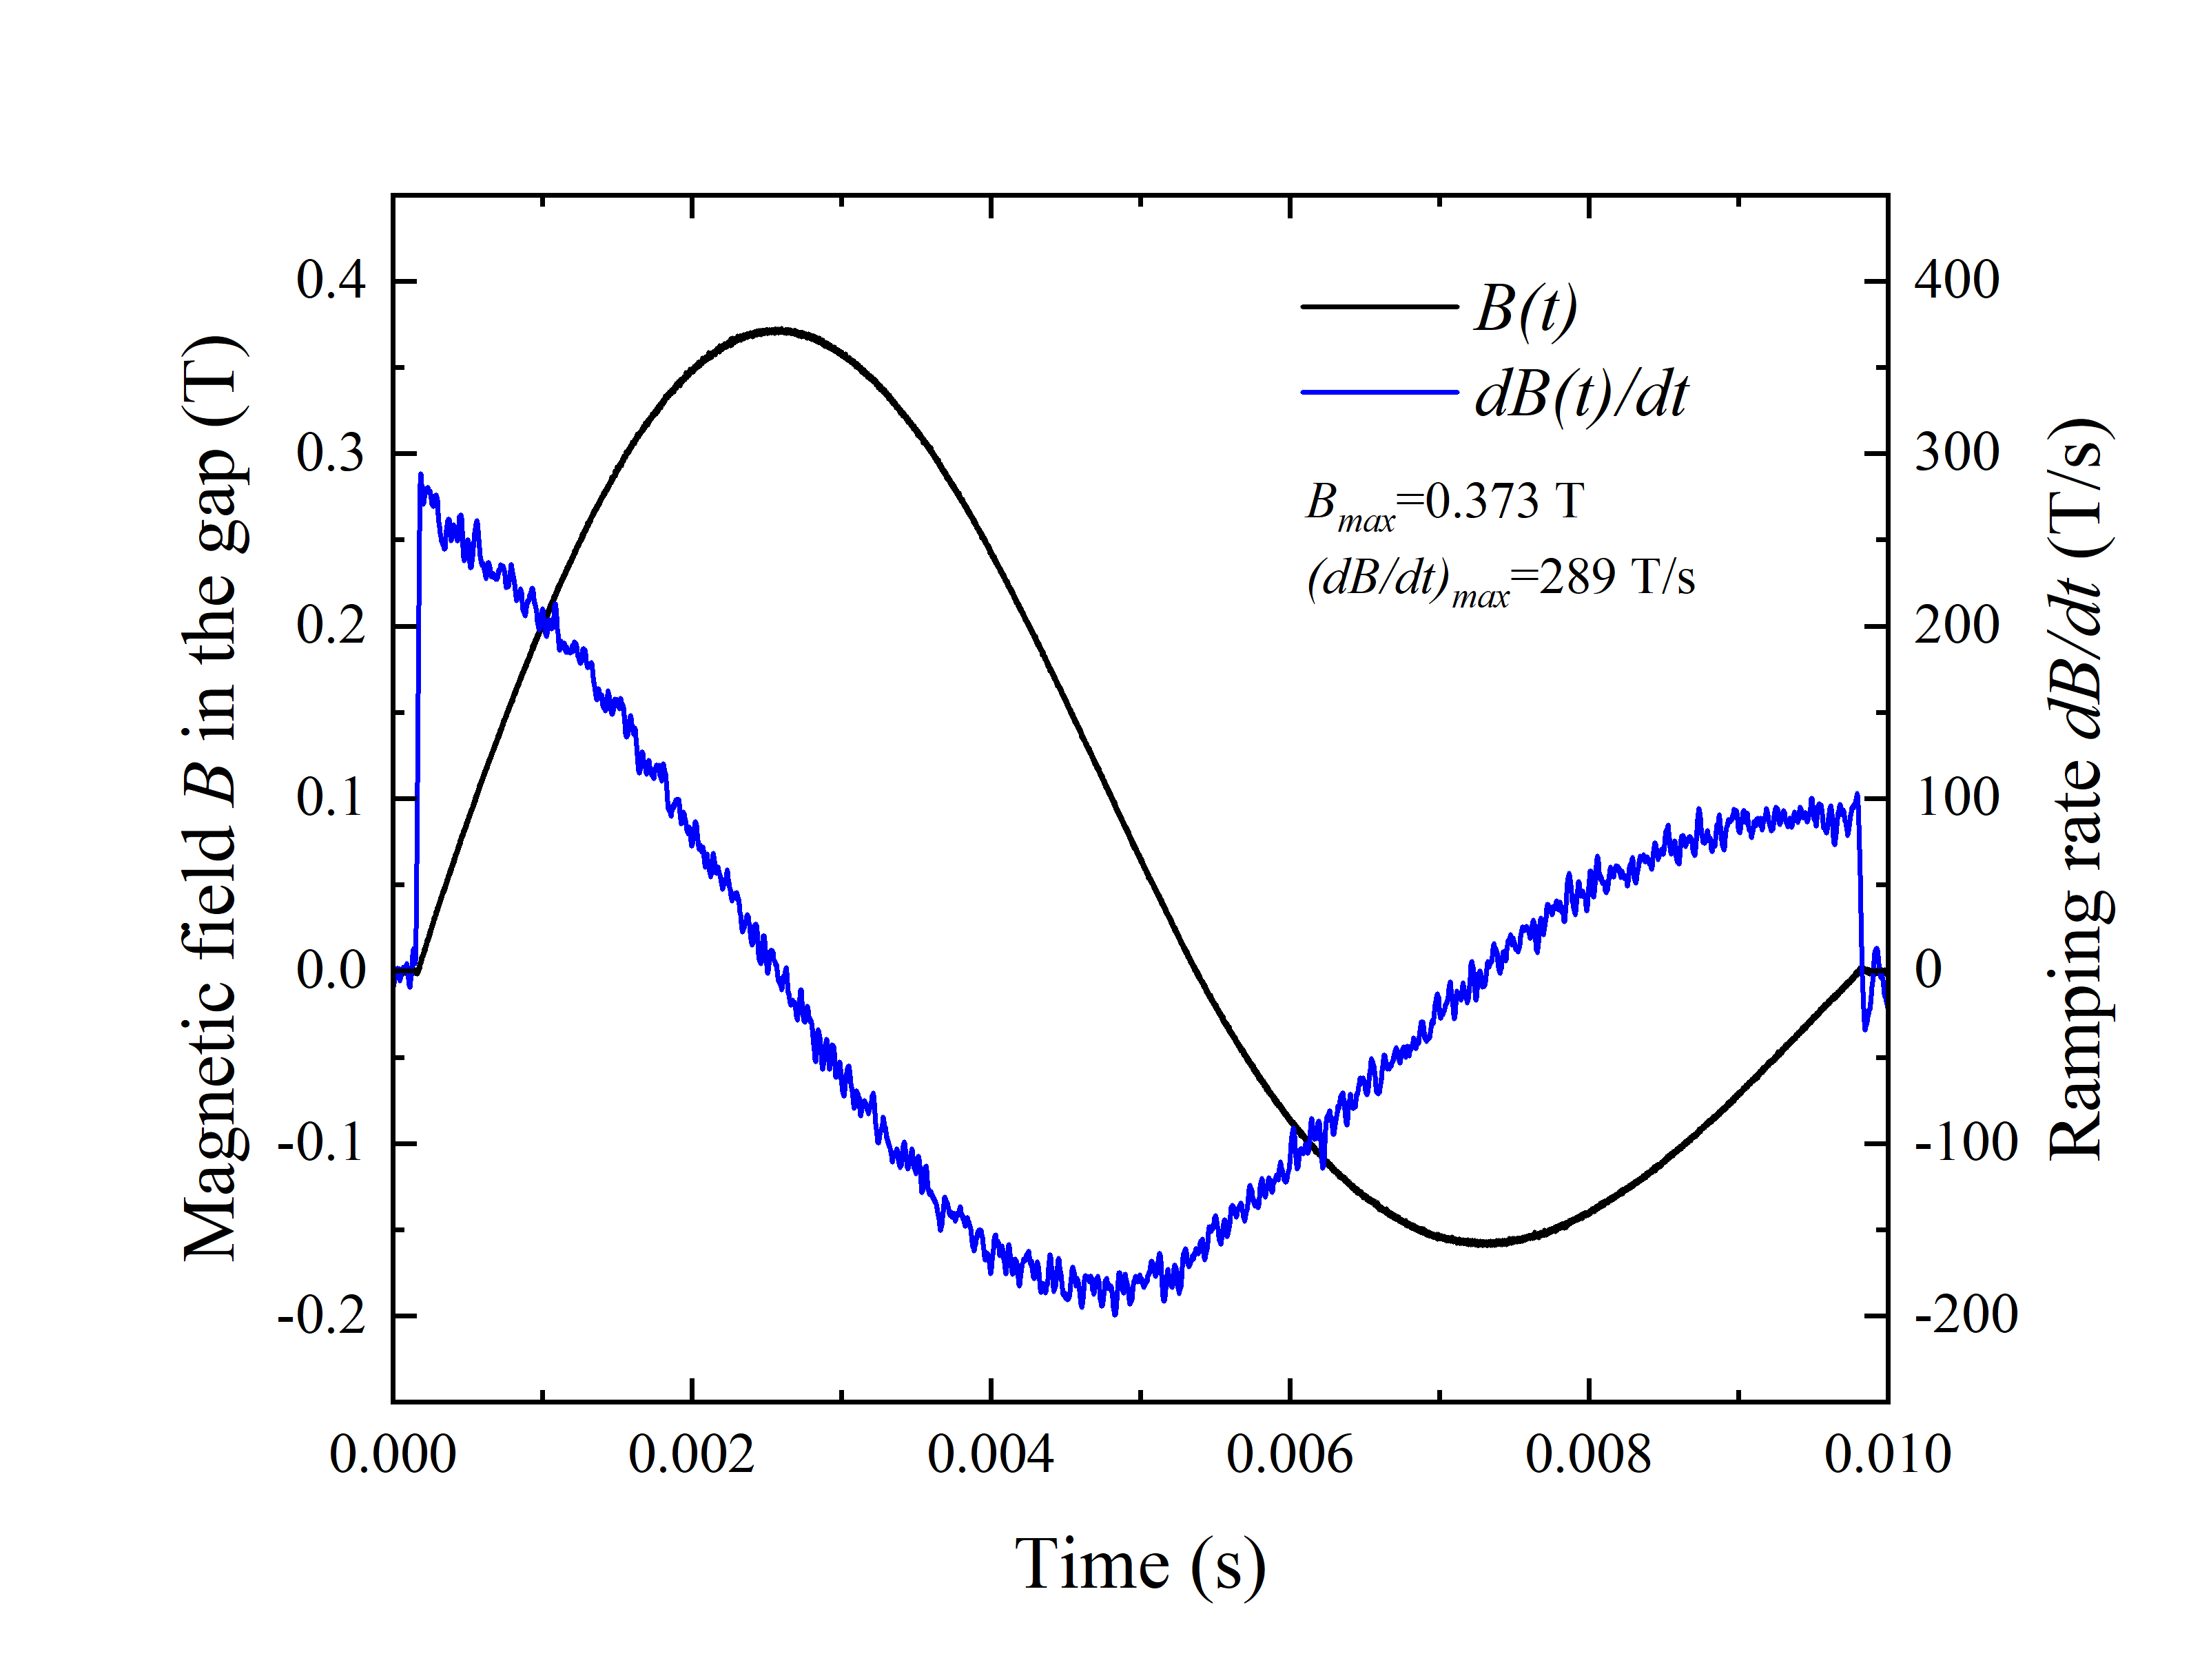 Magnetic field B in the gap (T)
0.4
0.3
0.2
0.1
0.0
-0.1
-0.2
B(t)
dB(t)/dt
Bmax=0.373 T
(dB/dt)max=289 T/s
400
300
200
100
0
-100
-200
Ramping rate dB/dt (T/s)
0.000 0.002 0.004 0.006 0.008 0.010
Time (s)